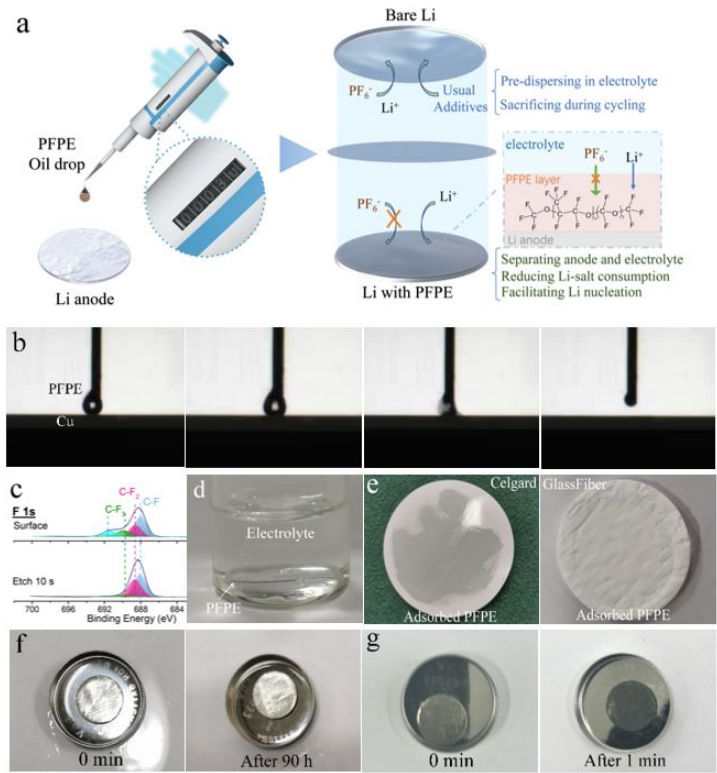 a
PFPE
Oil drop
Li anode
Bare Li
PF6-
Li+
Usual
Additives
Pre-dispersing in electrolyte
Sacrificing during cycling
electrolyte
PF6-
Li+
PFPE layer
Li anode
PF6-
Li+
Li with PFPE
Separating anode and electrolyte
Reducing Li-salt consumption
Facilitating Li nucleation
b
PFPE
Cu
c
F 1s
Surface
C-F3
C-F2
C-F
Etch 10 s
700 696 692 688 684
Binding Energy (eV)
d
Electrolyte
PFPE
e
Celgard
Adsorbed PFPE
GlassFiber
Adsorbed PFPE
f
0 min
After 90 h
g
0 min
After 1 min